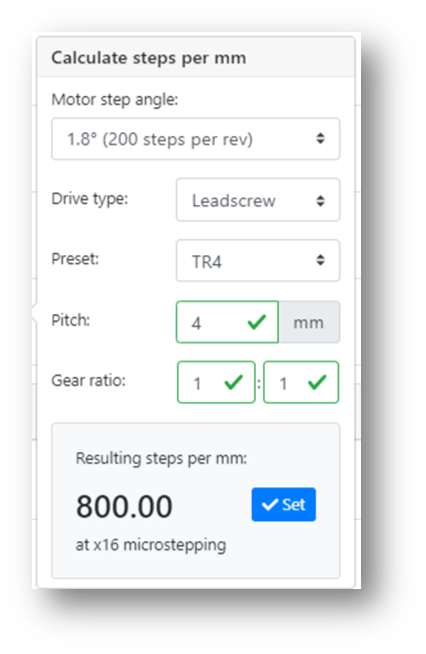 Calculate steps per mm
Motor step angle:
1.8° (200 steps per rev)
Drive type:
Leadscrew
Preset:
TR4
Pitch:
4
mm
Gear ratio:
1 : 1
Resulting steps per mm:
800.00
Set
at x16 microstepping